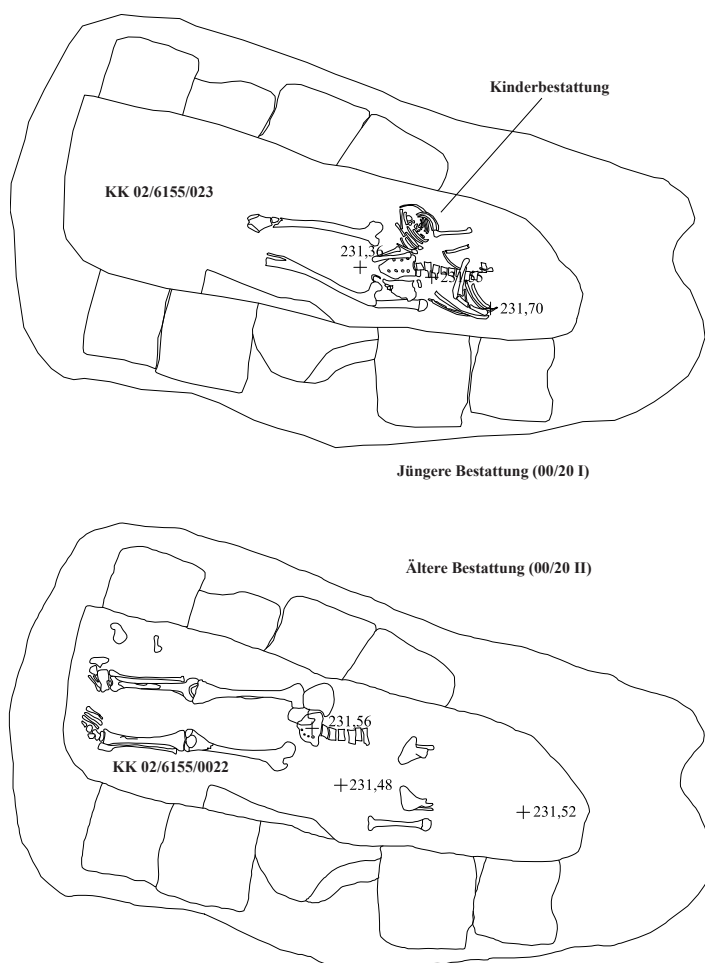 Kinderbestattung
KK 02/6155/023
231,36
231,70
Jüngere Bestattung (00/20 I)
Ältere Bestattung (00/20 II)
231,56
KK 02/6155/0022
231,48
231,52